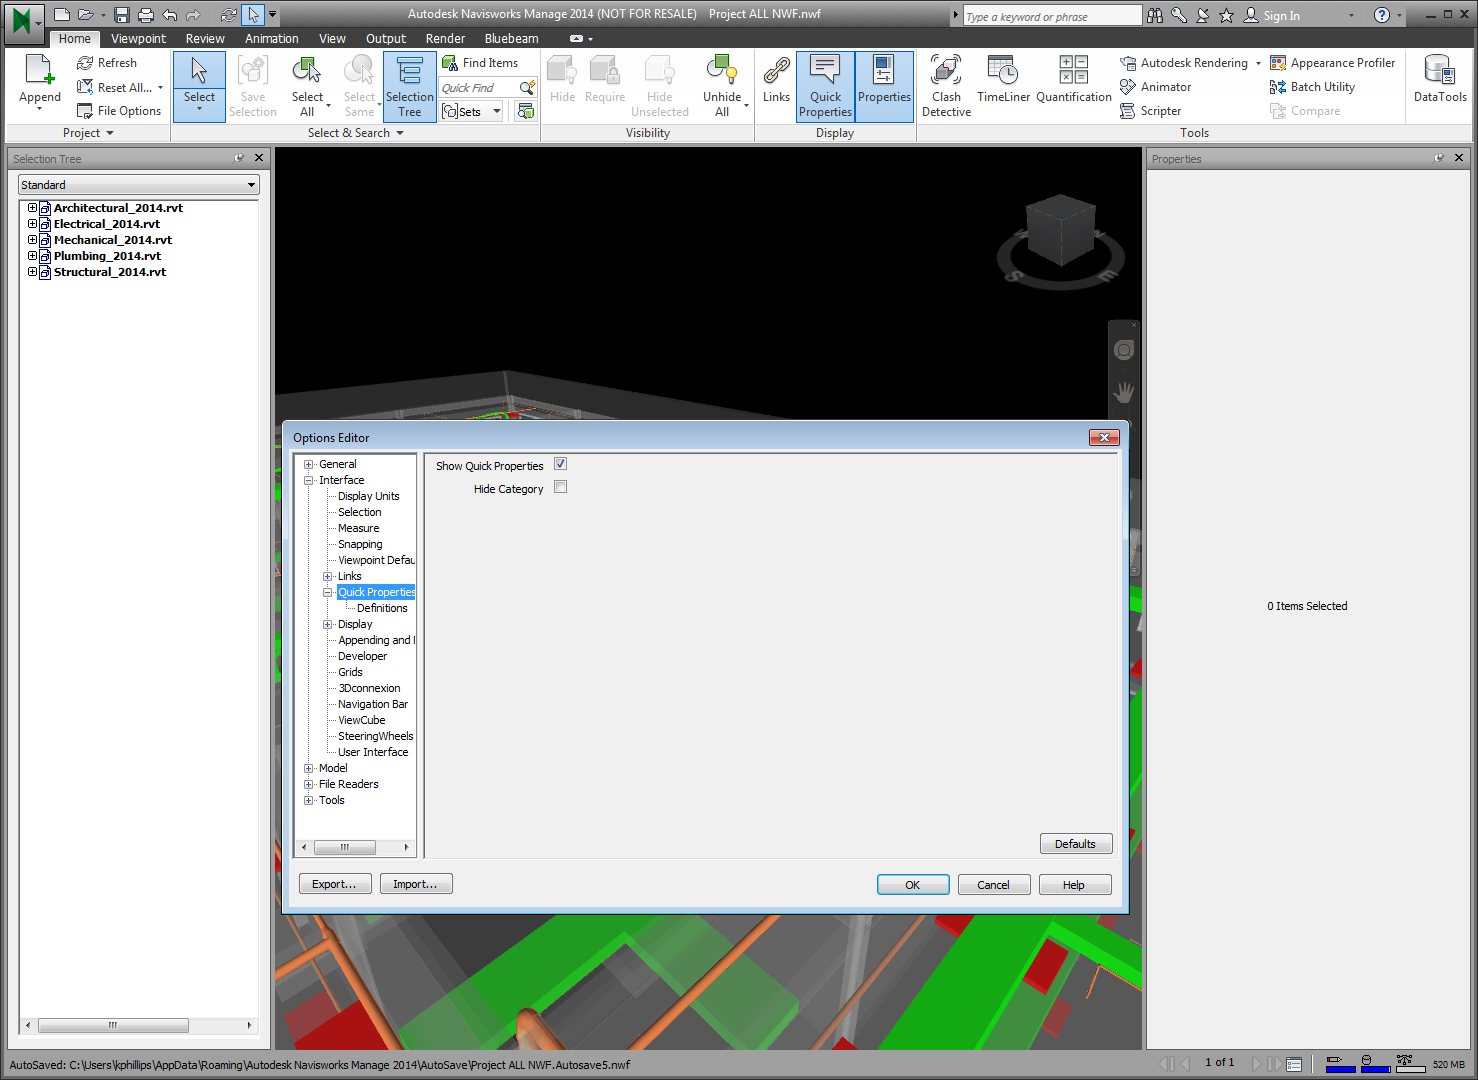 Autodesk Navisworks Manage 2014 (NOT FOR RESALE) Project ALL NWF.nwf
Type a keyword or phrase
Sign In
Home Viewpoint Review Animation View Output Render Bluebeam
Append
Refresh
Reset All...
File Options
Project
Select
Save Selection
Select All
Select Same
Selection Tree
Find Items
Quick Find
Sets
Select & Search
Hide
Require
Hide Unselected
Unhide All
Visibility
Links
Quick Properties
Properties
Display
Clash Detective
TimeLiner
Quantification
Autodesk Rendering
Animator
Scripter
Appearance Profiler
Batch Utility
Compare
Tools
DataTools
Selection Tree
Standard
Architectural_2014.rvt
Electrical_2014.rvt
Mechanical_2014.rvt
Plumbing_2014.rvt
Structural_2014.rvt
S E
Properties
0 Items Selected
Options Editor
General
Interface
Display Units
Selection
Measure
Snapping
Viewpoint Defau
Links
Quick Properties
Definitions
Display
Appending and
Developer
Grids
3Dconnexion
Navigation Bar
ViewCube
SteeringWheels
User Interface
Model
File Readers
Tools
Show Quick Properties
Hide Category
Defaults
Export... Import... OK Cancel Help
AutoSaved: C:\Users\kphillips\AppData\Roaming\Autodesk Navisworks Manage 2014\AutoSave\Project ALL NWF.Autosave5.nwf
1 of 1
520 MB